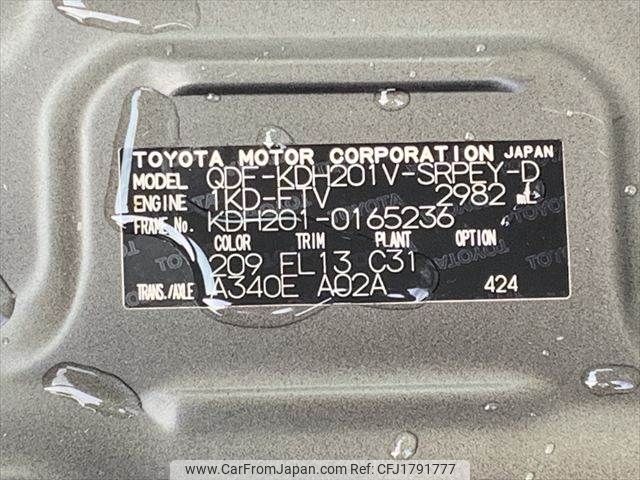 TOYOTA MOTOR CORPORATION JAPAN
MODEL QDF-KDH201V-SRPEY-D
ENGINE 1KD-FTV 2982 mL
FRAME No. KDH201-0165236
COLOR TRIM PLANT OPTION
209 FL13 C31
TRANS./AXLE A340E A02A 424
www.CarFromJapan.com | Ref No: CFJ1791777